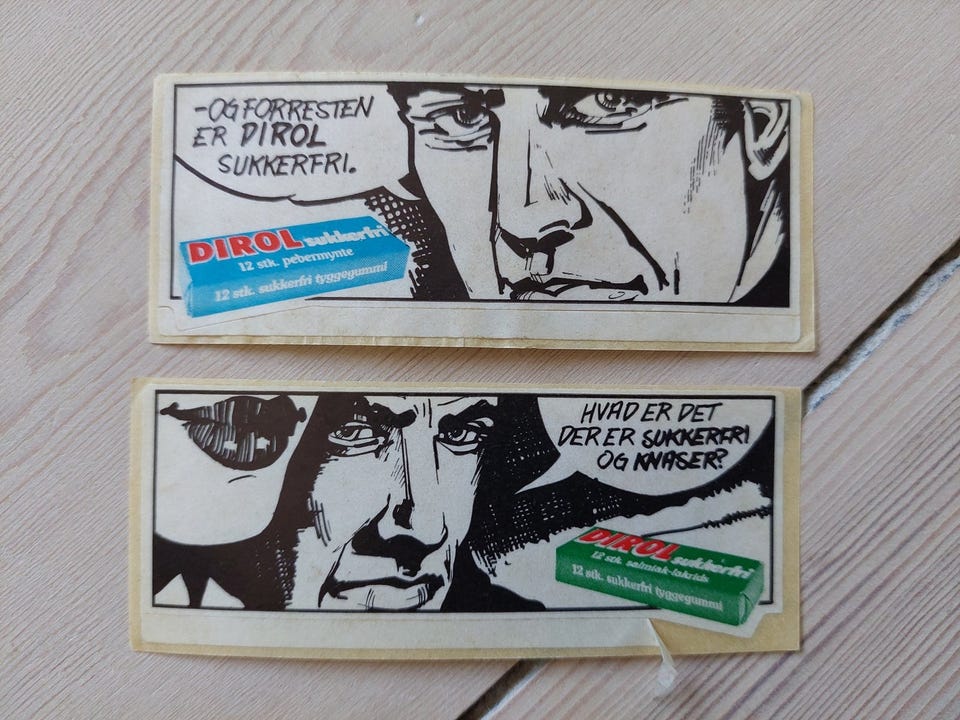 -OG FORRESTEN
ER DIROL
SUKKERFRI.
DIROL sukkerfri
12 stk. pebermynte
12 stk. sukkerfri tyggegummi
HVAD ER DET
DER ER SUKKERFRI
OG KNASER?
DIROL sukkerfri
12 stk. salmiak-lakrids
12 stk. sukkerfri tyggegummi